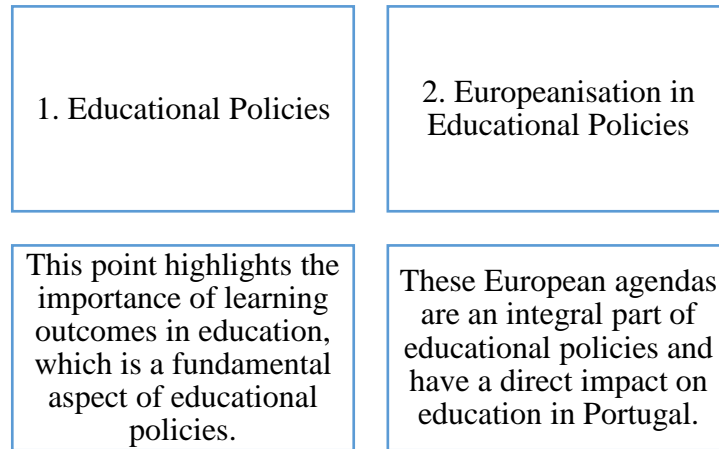 1. Educational Policies
2. Europeanisation in
Educational Policies
This point highlights the
importance of learning
outcomes in education,
which is a fundamental
aspect of educational
policies.
These European agendas
are an integral part of
educational policies and
have a direct impact on
education in Portugal.